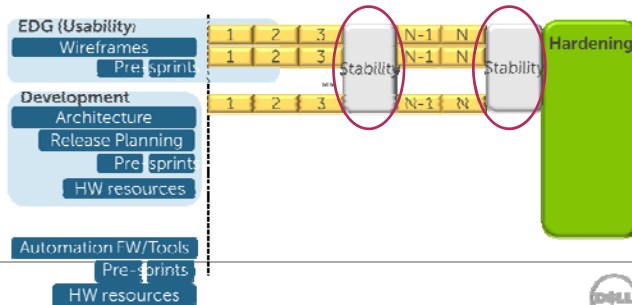 EDG (Usability)
Wireframes
Pre-sprints
1 2 3 N-1 N
1 2 3 N-1 N
Stability Stability
Hardening
Development
1 2 3 N-1 N
Architecture
Release Planning
Pre-sprints
HW resources
Automation FW/Tools
Pre-sprints
HW resources
DELL